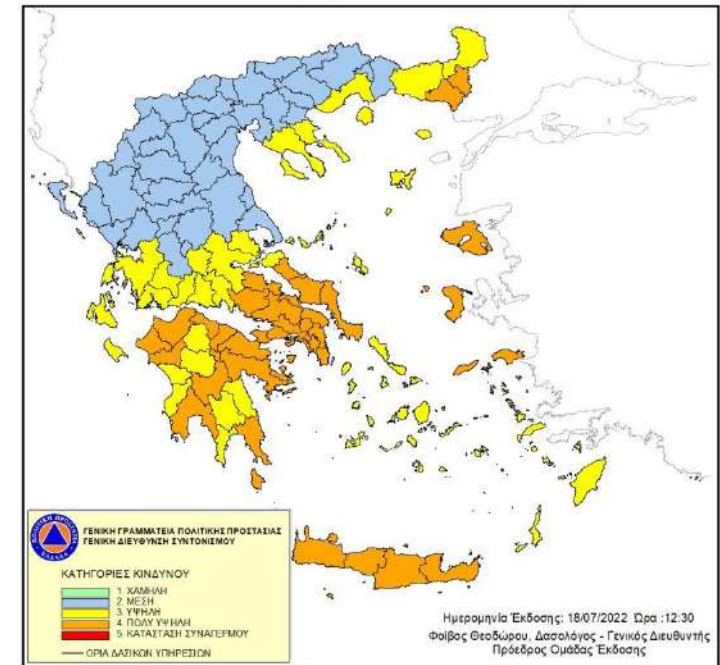 ΓΕΝΙΚΗ ΓΡΑΜΜΑΤΕΙΑ ΠΟΛΙΤΙΚΗΣ ΠΡΟΣΤΑΣΙΑΣ
ΓΕΝΙΚΗ ΔΙΕΥΘΥΝΣΗ ΣΥΝΤΟΝΙΣΜΟΥ
ΚΑΤΗΓΟΡΙΕΣ ΚΙΝΔΥΝΟΥ
1. ΧΑΜΗΛΗ
2. ΜΕΣΗ
3. ΥΨΗΛΗ
4. ΠΟΛΥ ΥΨΗΛΗ
5. ΚΑΤΑΣΤΑΣΗ ΣΥΝΑΓΕΡΜΟΥ
ΟΡΙΑ ΔΑΣΙΚΩΝ ΥΠΗΡΕΣΙΩΝ
Ημερομηνία Έκδοσης: 18/07/2022 Ώρα :12:30
Φοίβος Θεοδώρου, Δασολόγος - Γενικός Διευθυντής
Πρόεδρος Ομάδας Έκδοσης